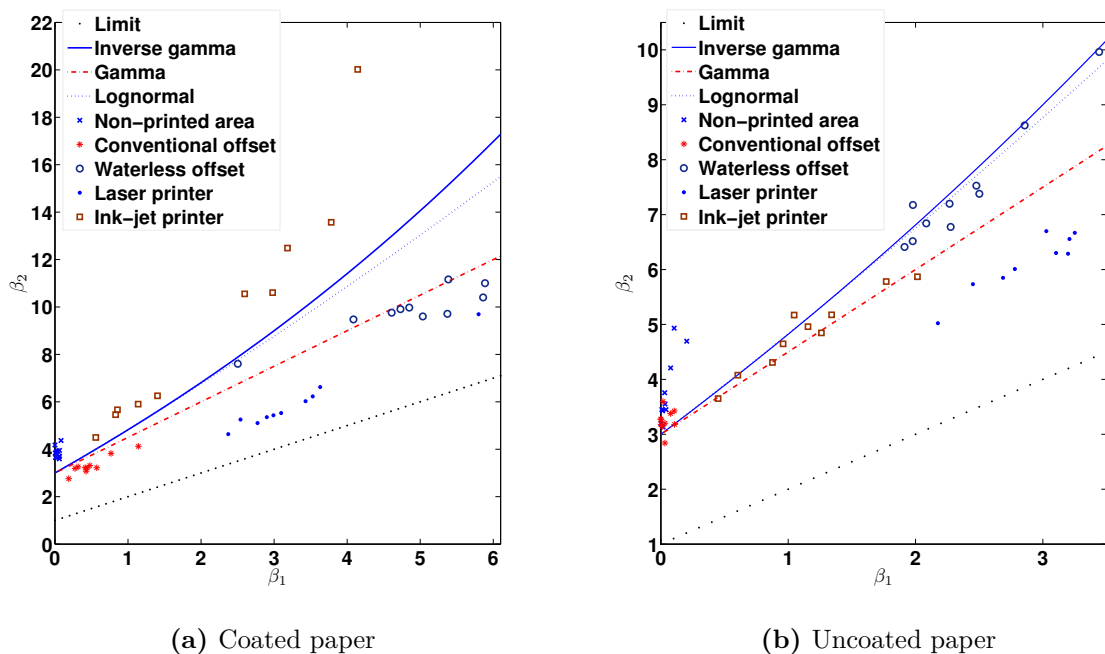 22
20
18
16
14
12
10
8
6
4
2
0
β2
0 1 2 3 4 5 6
β1
Limit
Inverse gamma
Gamma
Lognormal
Non−printed area
Conventional offset
Waterless offset
Laser printer
Ink−jet printer
(a) Coated paper
10
9
8
7
6
5
4
3
2
1
β2
0 1 2 3
β1
Limit
Inverse gamma
Gamma
Lognormal
Non−printed area
Conventional offset
Waterless offset
Laser printer
Ink−jet printer
(b) Uncoated paper